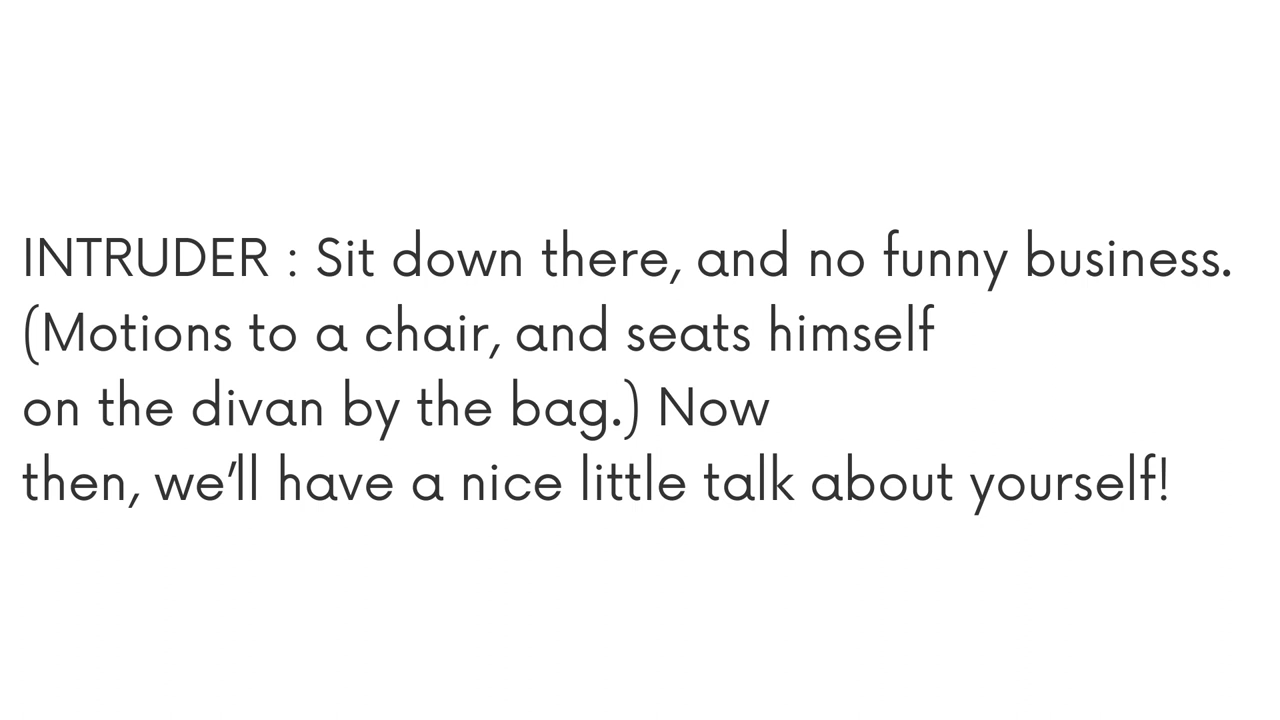 INTRUDER : Sit down there, and no funny business.
(Motions to a chair, and seats himself
on the divan by the bag.) Now
then, we’ll have a nice little talk about yourself!